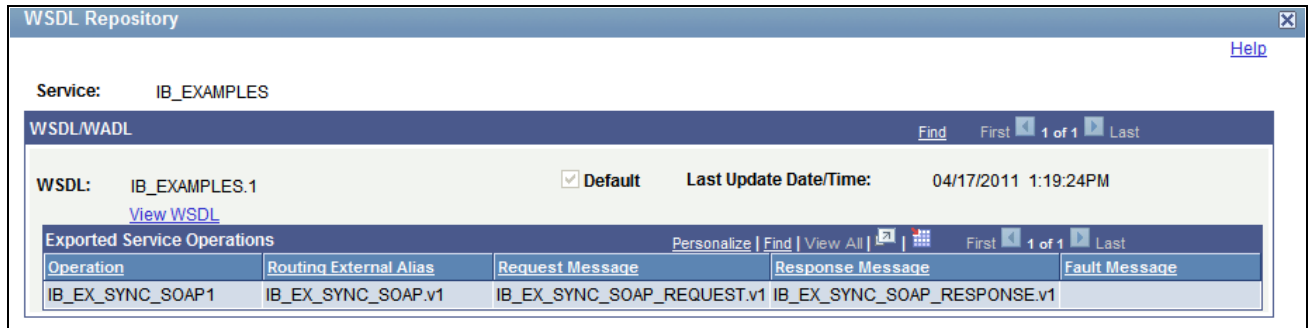 WSDL Repository
Help
Service: IB_EXAMPLES
WSDL/WADL Find First 1 of 1 Last
WSDL: IB_EXAMPLES.1 Default Last Update Date/Time: 04/17/2011 1:19:24PM
View WSDL
Exported Service Operations Personalize | Find | View All | | First 1 of 1 Last
Operation Routing External Alias Request Message Response Message Fault Message
IB_EX_SYNC_SOAP1 IB_EX_SYNC_SOAP.v1 IB_EX_SYNC_SOAP_REQUEST.v1 IB_EX_SYNC_SOAP_RESPONSE.v1